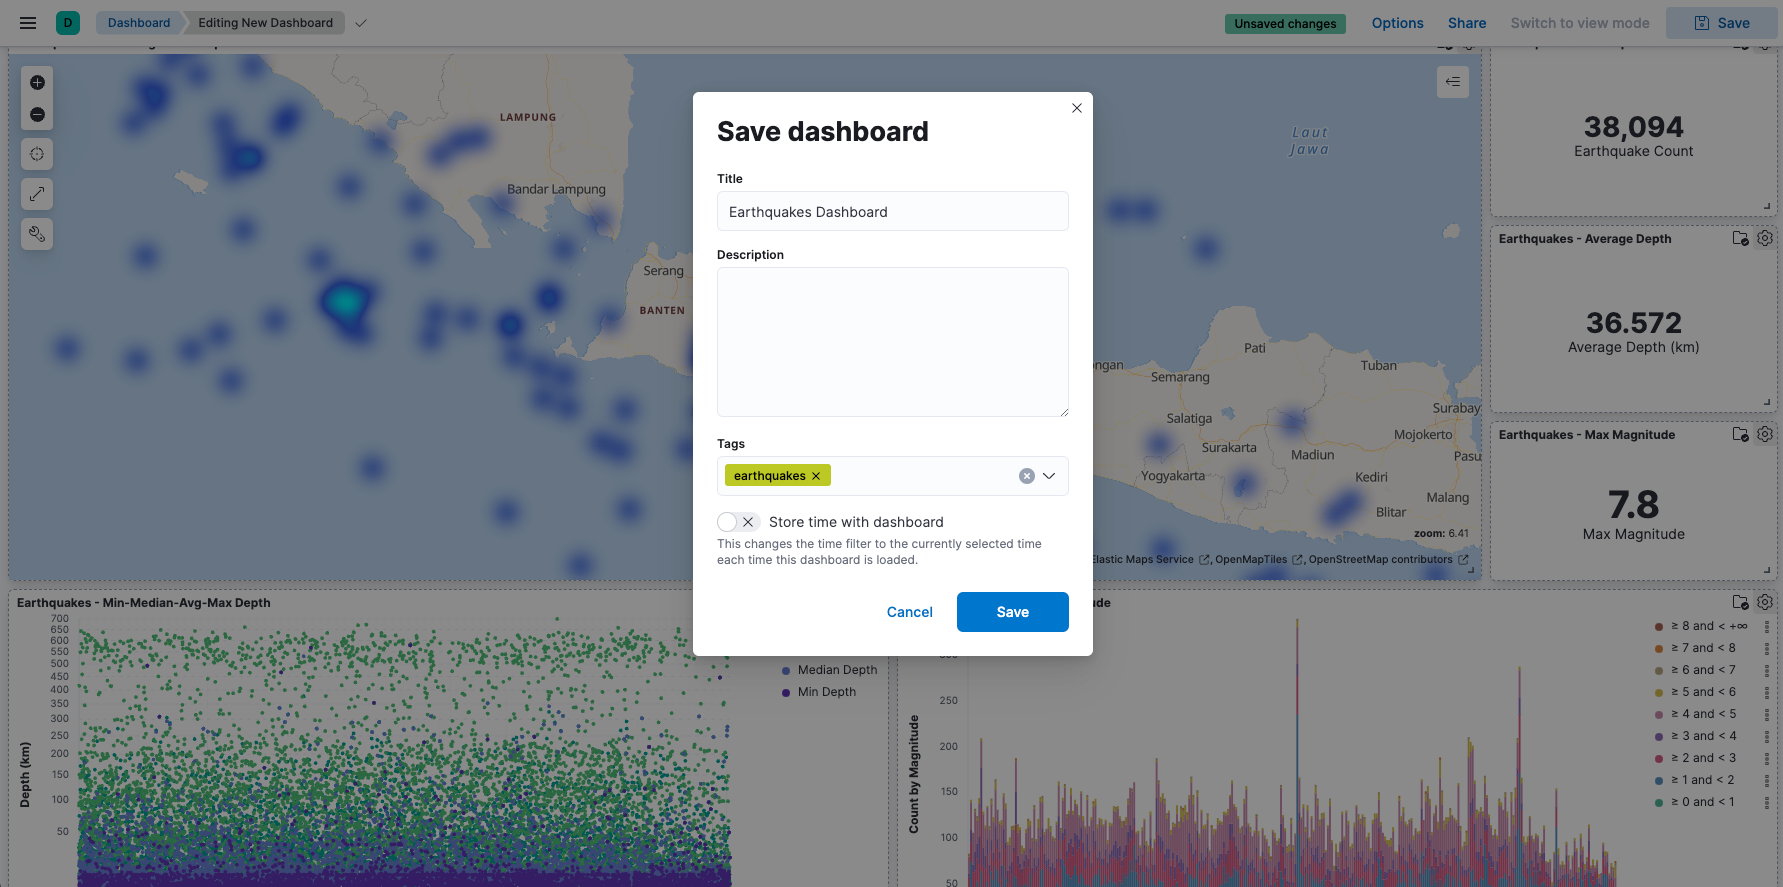 D
Dashboard
Editing New Dashboard
Unsaved changes
Options
Share
Switch to view mode
Save
LAMPUNG
Bandar Lampung
Serang
BANTEN
Laut
Jawa
Pati
Tuban
Semarang
Salatiga
Surabay
Surakarta
Mojokerto
Madiun
Pasu
Yogyakarta
Kediri
Malang
Blitar
zoom: 6.41
Elastic Maps Service , OpenMapTiles , OpenStreetMap contributors
Save dashboard
Title
Earthquakes Dashboard
Description
Tags
earthquakes
Store time with dashboard
This changes the time filter to the currently selected time
each time this dashboard is loaded.
Cancel
Save
38,094
Earthquake Count
Earthquakes - Average Depth
36.572
Average Depth (km)
Earthquakes - Max Magnitude
7.8
Max Magnitude
Earthquakes - Min-Median-Avg-Max Depth
700
650
600
550
500
450
400
350
300
250
200
150
100
50
Depth (km)
Median Depth
Min Depth
250
200
150
100
50
Count by Magnitude
≥ 8 and < +∞
≥ 7 and < 8
≥ 6 and < 7
≥ 5 and < 6
≥ 4 and < 5
≥ 3 and < 4
≥ 2 and < 3
≥ 1 and < 2
≥ 0 and < 1